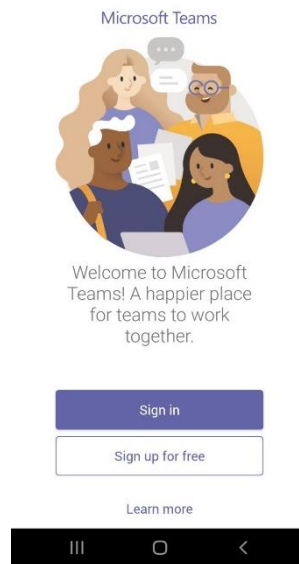 Microsoft Teams
Welcome to Microsoft
Teams! A happier place
for teams to work
together.
Sign in
Sign up for free
Learn more